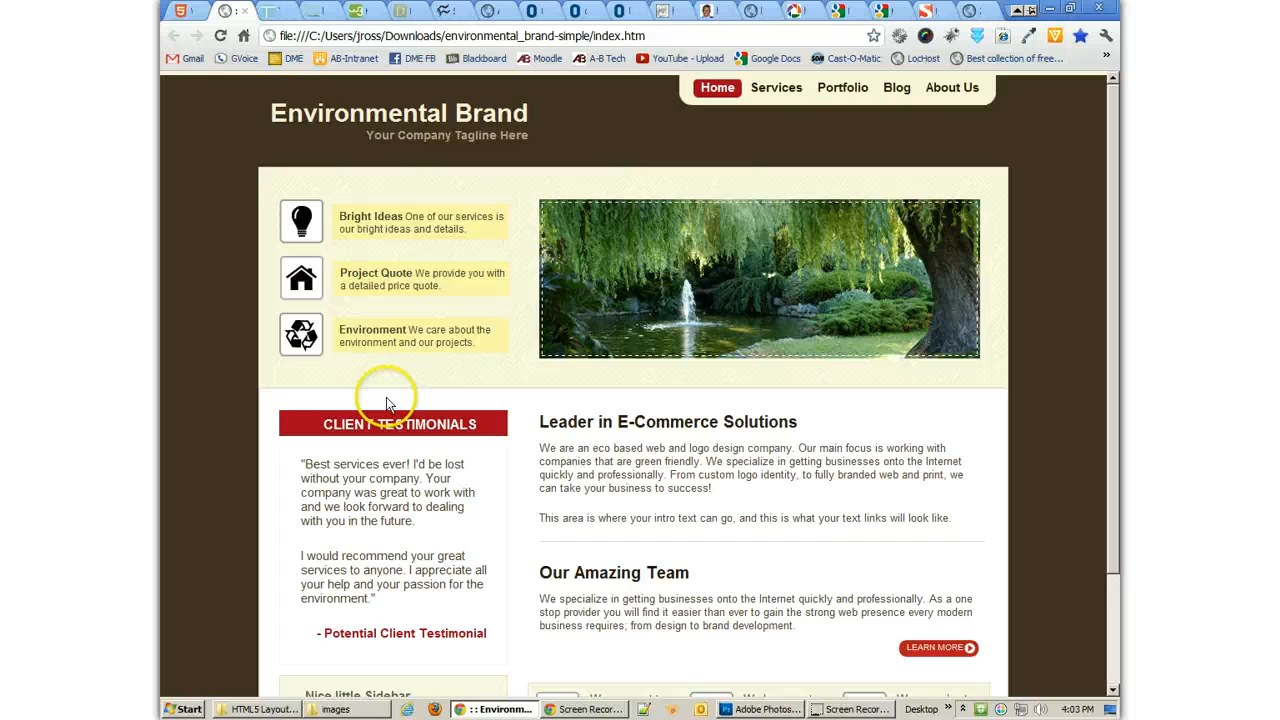 file:///C:/Users/jross/Downloads/environmental_brand-simple/index.htm
Gmail GVoice DME AB-Intranet DME FB Blackboard Moodle A-B Tech YouTube - Upload Google Docs Cast-O-Matic LocHost Best collection of free... »
Home Services Portfolio Blog About Us
Environmental Brand
Your Company Tagline Here
Bright Ideas One of our services is
our bright ideas and details.
Project Quote We provide you with
a detailed price quote.
Environment We care about the
environment and our projects.
CLIENT TESTIMONIALS
"Best services ever! I'd be lost
without your company. Your
company was great to work with
and we look forward to dealing
with you in the future.
I would recommend your great
services to anyone. I appreciate all
your help and your passion for the
environment."
- Potential Client Testimonial
Leader in E-Commerce Solutions
We are an eco based web and logo design company. Our main focus is working with
companies that are green friendly. We specialize in getting businesses onto the Internet
quickly and professionally. From custom logo identity, to fully branded web and print, we
can take your business to success!
This area is where your intro text can go, and this is what your text links will look like.
Our Amazing Team
We specialize in getting businesses onto the Internet quickly and professionally. As a one
stop provider you will find it easier than ever to gain the strong web presence every modern
business requires; from design to brand development.
LEARN MORE
Nice little Sidebar
Start HTML5 Layout... images : : Environm... Screen Recor... Adobe Photos... Screen Recor... Desktop » 4:03 PM